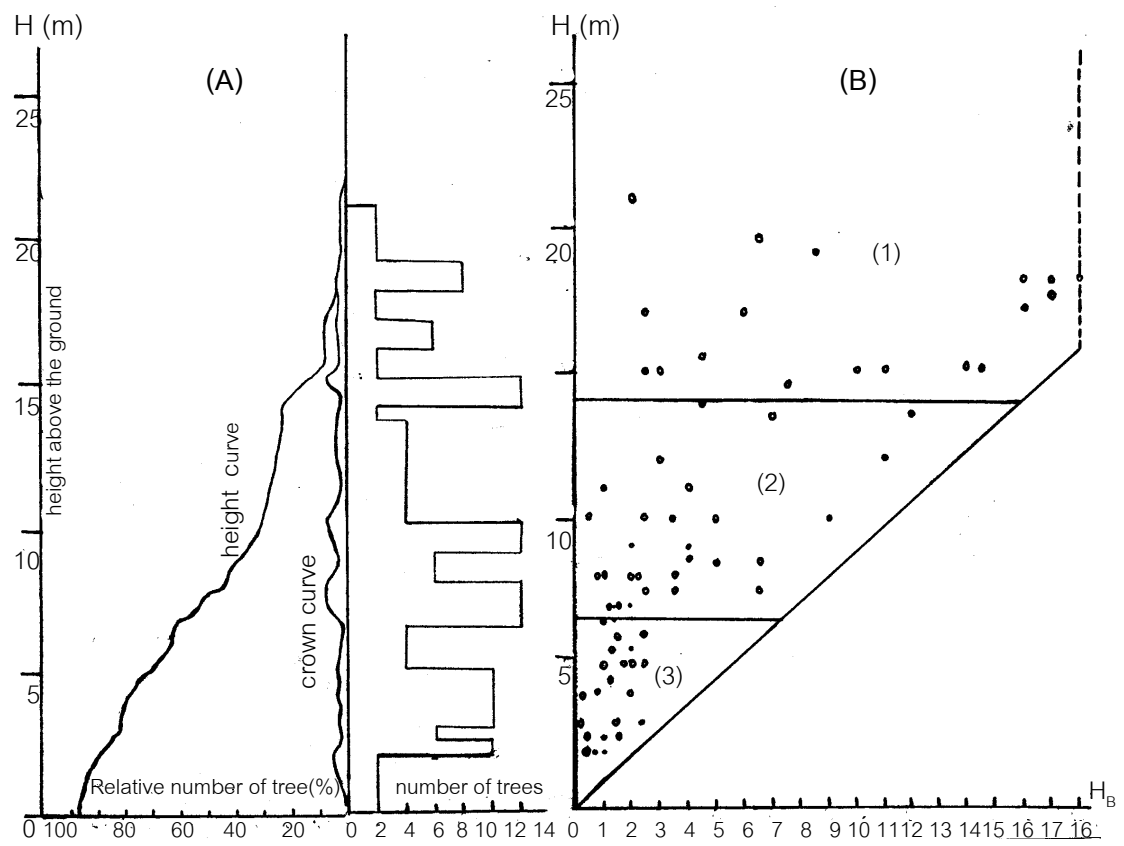 H (m)
(A)
25
20
15
10
5
height above the ground
height curve
crown curve
Relative number of tree(%)
number of trees
0 100 80 60 40 20 0 2 4 6 8 10 12 14
H (m)
(B)
25
20
10
5
(1)
(2)
(3)
H_B
0 1 2 3 4 5 6 7 8 9 10 11 12 13 14 15 16 17 16